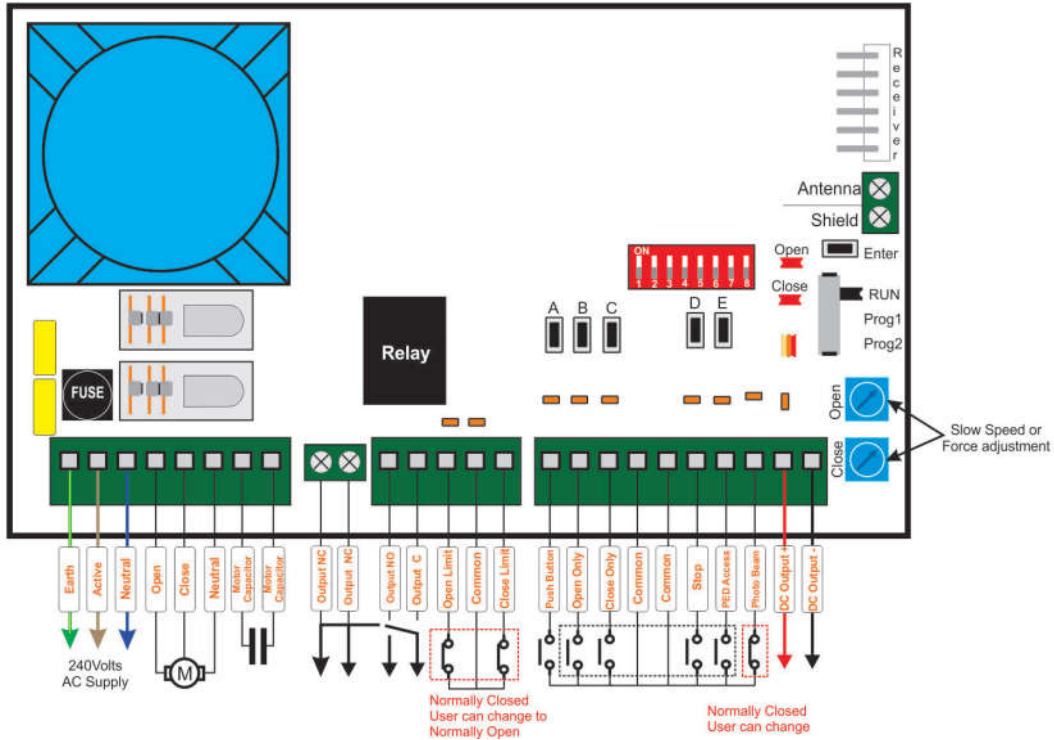 Receiver
Antenna
Shield
ON
1 2 3 4 5 6 7 8
Open
Enter
Close
RUN
Prog1
Prog2
A B C
D E
Relay
FUSE
Open
Close
Slow Speed or
Force adjustment
Earth
Active
Neutral
Open
Close
Neutral
Motor
Capacitor
Motor
Capacitor
Output NC
Output NC
Output NO
Output C
Open Limit
Common
Close Limit
Push Button
Open Only
Close Only
Common
Common
Stop
PED Access
Photo Beam
DC Output +
DC Output -
240Volts
AC Supply
M
Normally Closed
User can change to
Normally Open
Normally Closed
User can change